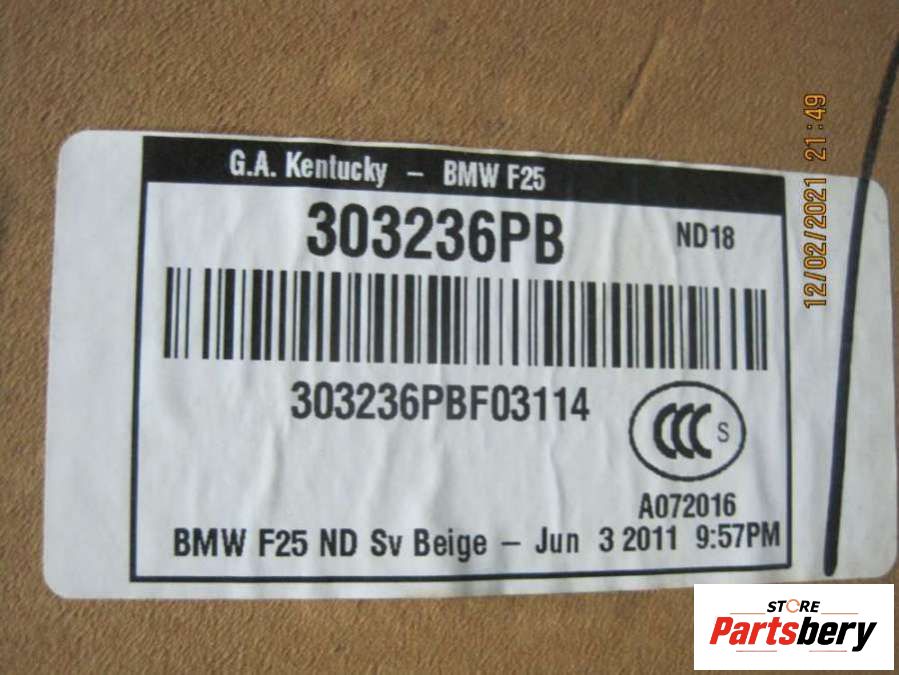 G.A. Kentucky – BMW F25
303236PB
ND18
303236PBF03114
CCC S
A072016
BMW F25 ND Sv Beige – Jun 3 2011 9:57PM
12/02/2021 21:49
STORE
Partsbery